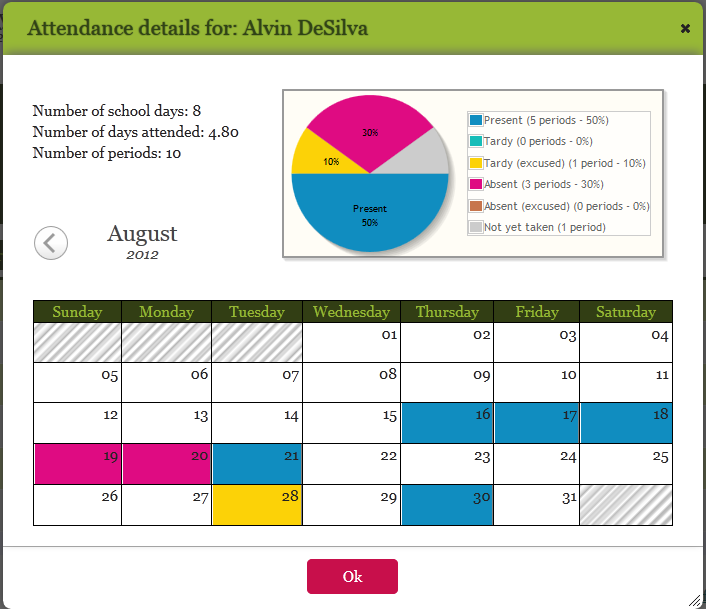 Attendance details for: Alvin DeSilva
Number of school days: 8
Number of days attended: 4.80
Number of periods: 10
30%
10%
Present
50%
Present (5 periods - 50%)
Tardy (0 periods - 0%)
Tardy (excused) (1 period - 10%)
Absent (3 periods - 30%)
Absent (excused) (0 periods - 0%)
Not yet taken (1 period)
August
2012
Sunday Monday Tuesday Wednesday Thursday Friday Saturday
01 02 03 04
05 06 07 08 09 10 11
12 13 14 15 16 17 18
19 20 21 22 23 24 25
26 27 28 29 30 31
Ok